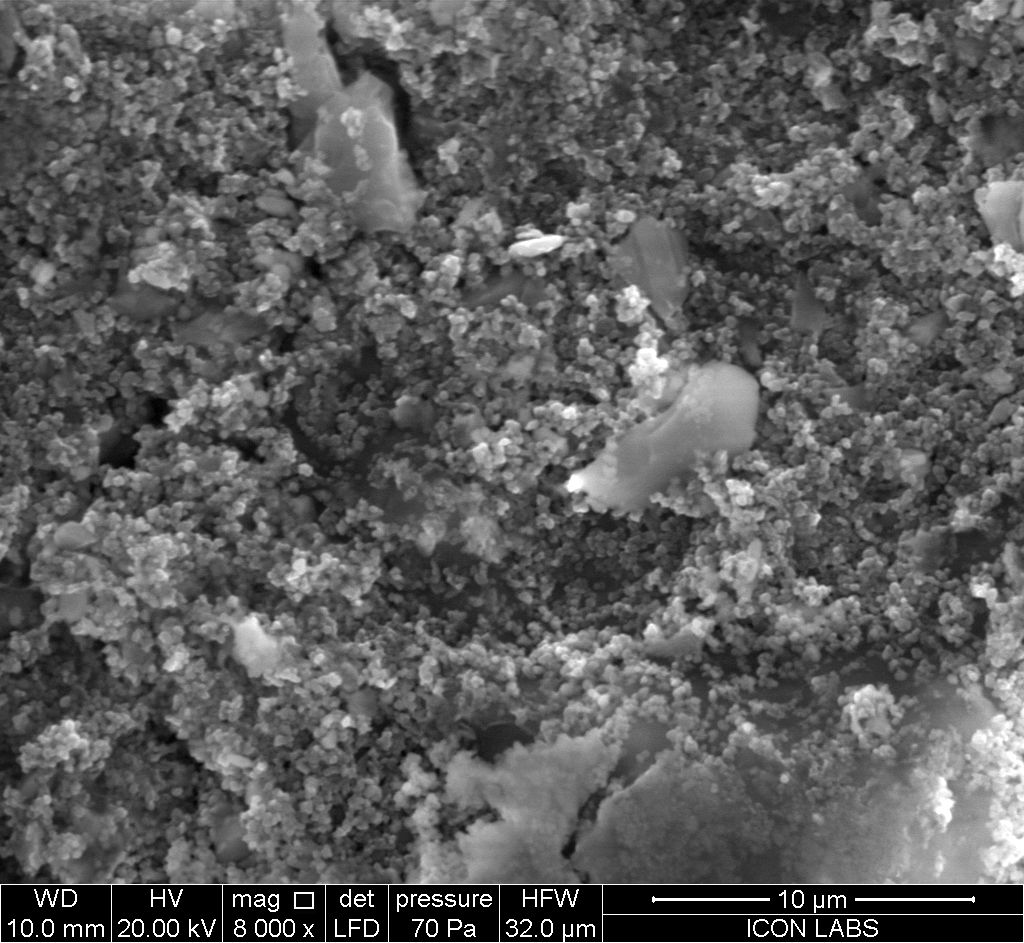 WD HV mag det pressure HFW 10 µm
10.0 mm 20.00 kV 8 000 x LFD 70 Pa 32.0 µm ICON LABS